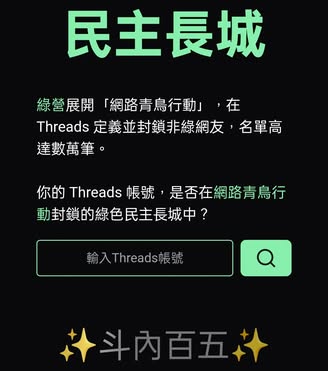 民主長城
綠營展開「網路青鳥行動」，在
Threads 定義並封鎖非綠網友，名單高
達數萬筆。
你的 Threads 帳號，是否在網路青鳥行
動封鎖的綠色民主長城中？
輸入Threads帳號
✨斗內百五✨